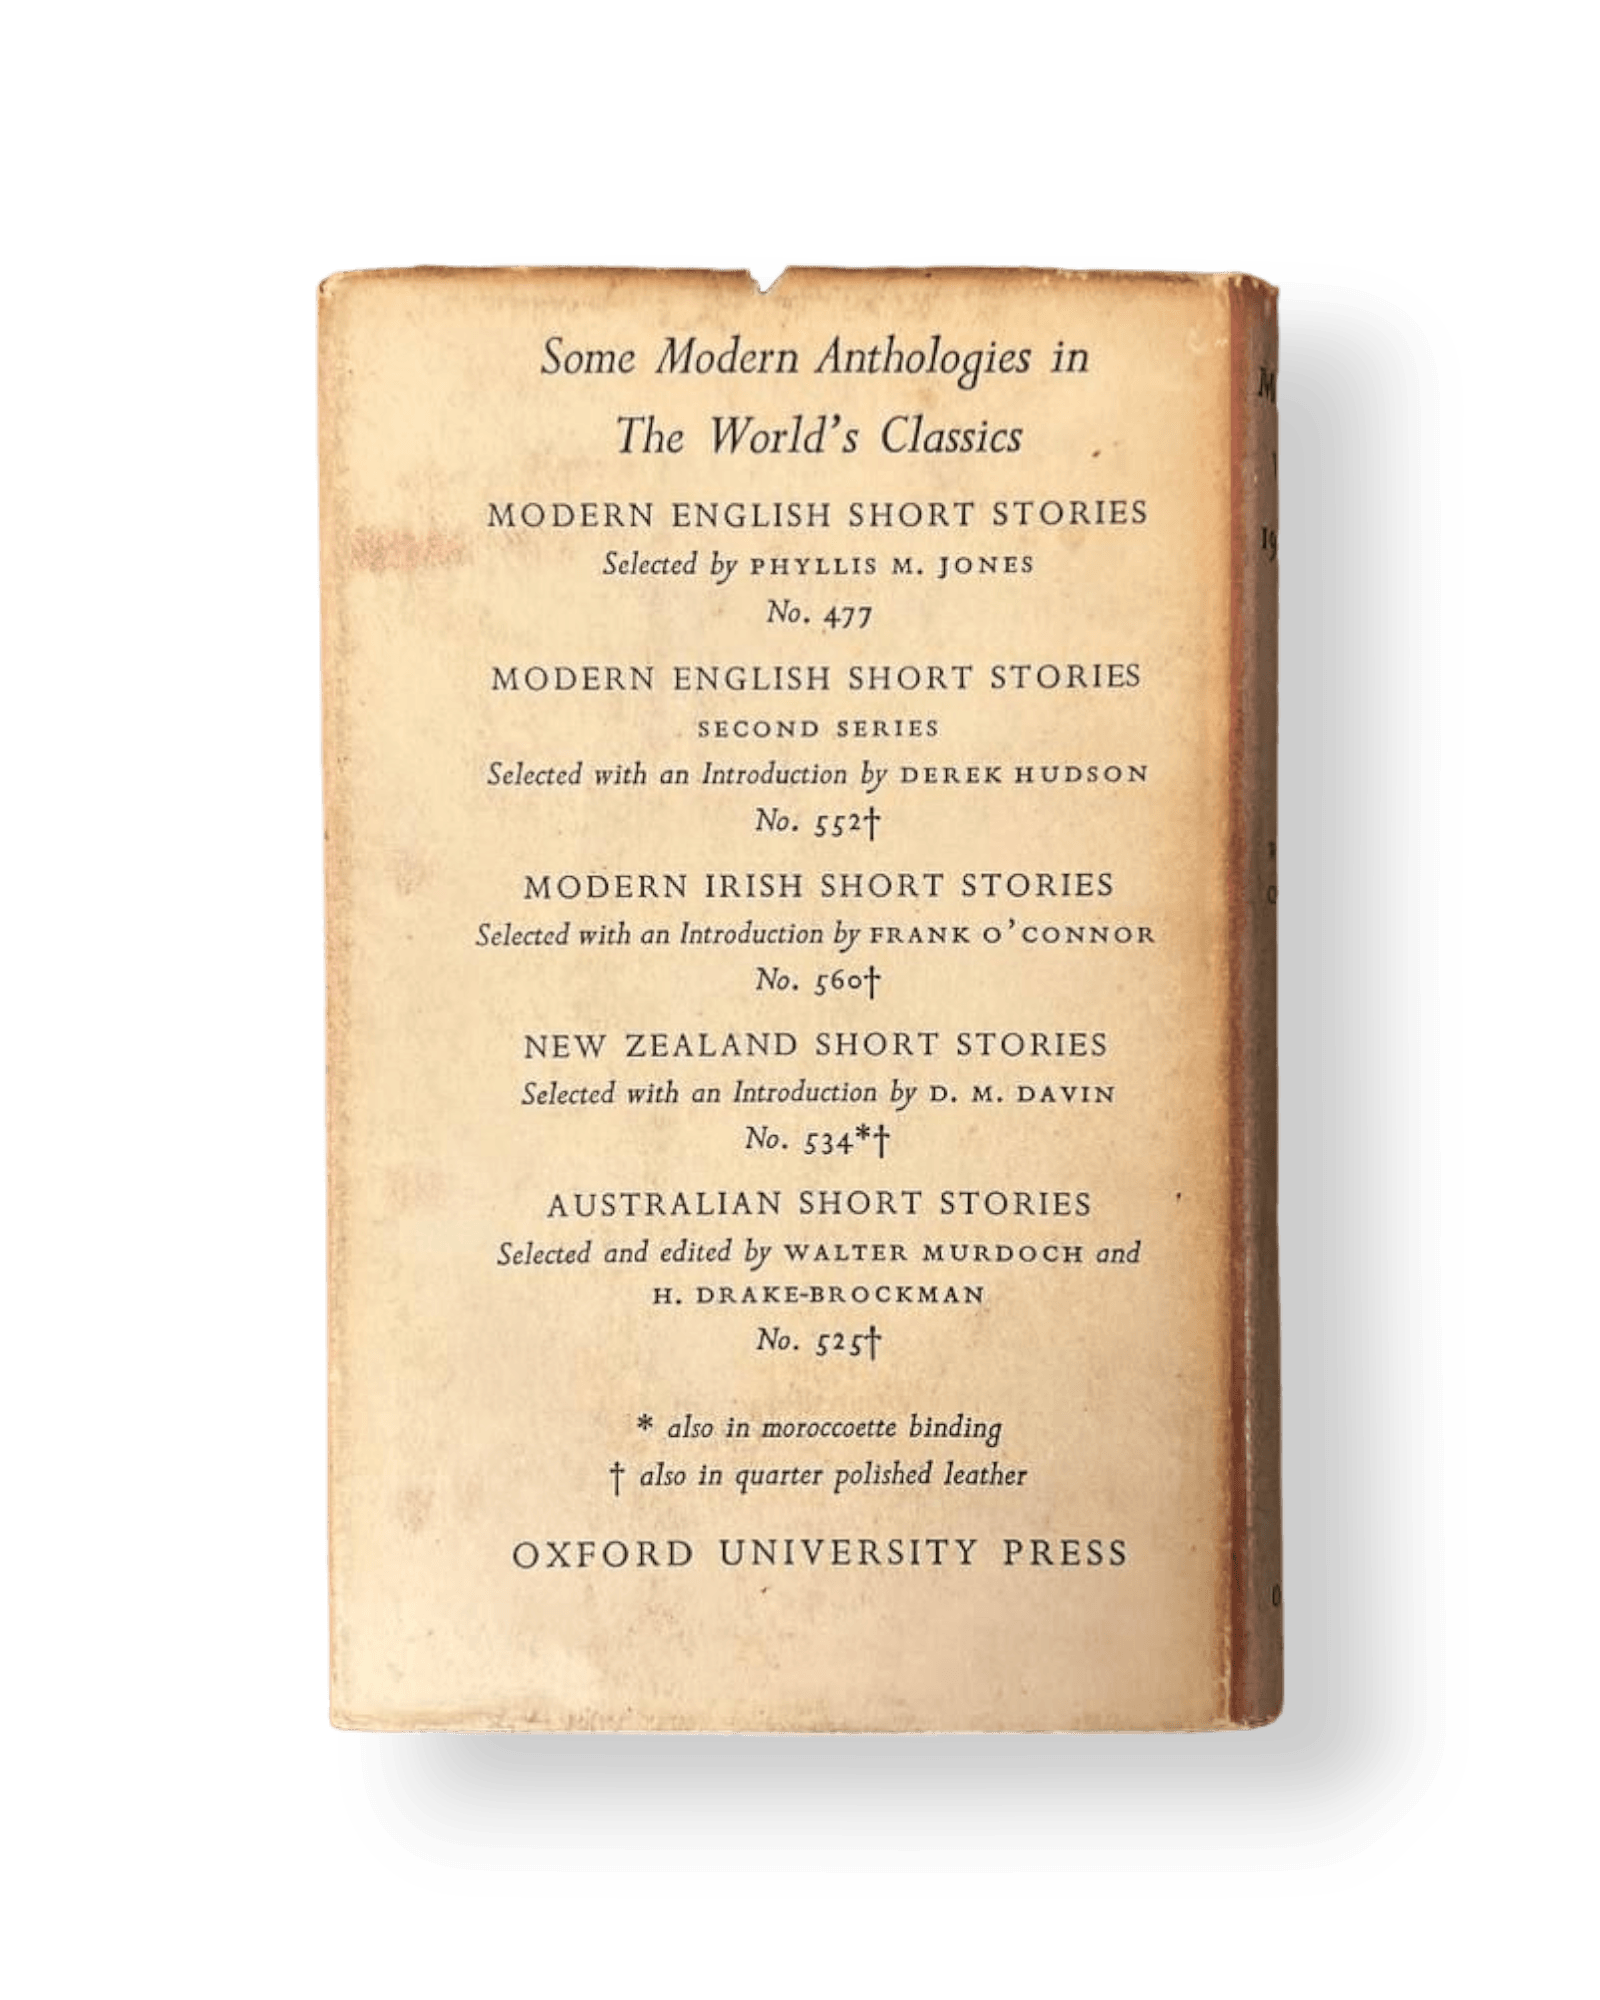 Some Modern Anthologies in
The World's Classics
MODERN ENGLISH SHORT STORIES
Selected by PHYLLIS M. JONES
No. 477
MODERN ENGLISH SHORT STORIES
SECOND SERIES
Selected with an Introduction by DEREK HUDSON
No. 552†
MODERN IRISH SHORT STORIES
Selected with an Introduction by FRANK O'CONNOR
No. 560†
NEW ZEALAND SHORT STORIES
Selected with an Introduction by D. M. DAVIN
No. 534*†
AUSTRALIAN SHORT STORIES
Selected and edited by WALTER MURDOCH and
H. DRAKE-BROCKMAN
No. 525†
* also in moroccoette binding
† also in quarter polished leather
OXFORD UNIVERSITY PRESS